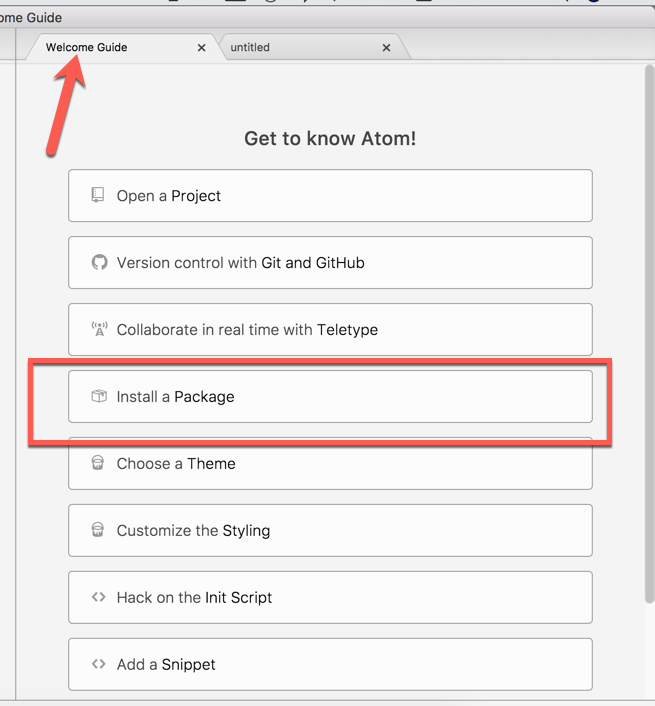 ome Guide
Welcome Guide
untitled
Get to know Atom!
Open a Project
Version control with Git and GitHub
Collaborate in real time with Teletype
Install a Package
Choose a Theme
Customize the Styling
Hack on the Init Script
Add a Snippet